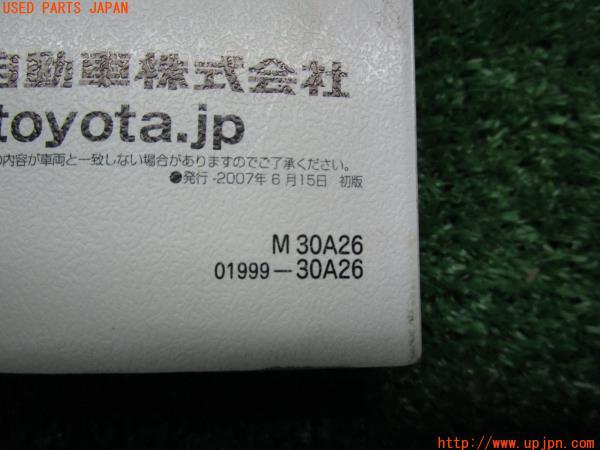 USED PARTS JAPAN
自動車株式会社
toyota.jp
の内容が車両と一致しない場合がありますのでご了承ください。
●発行-2007年6月15日 初版
M 30A26
01999-30A26
http://www.upjpn.com/